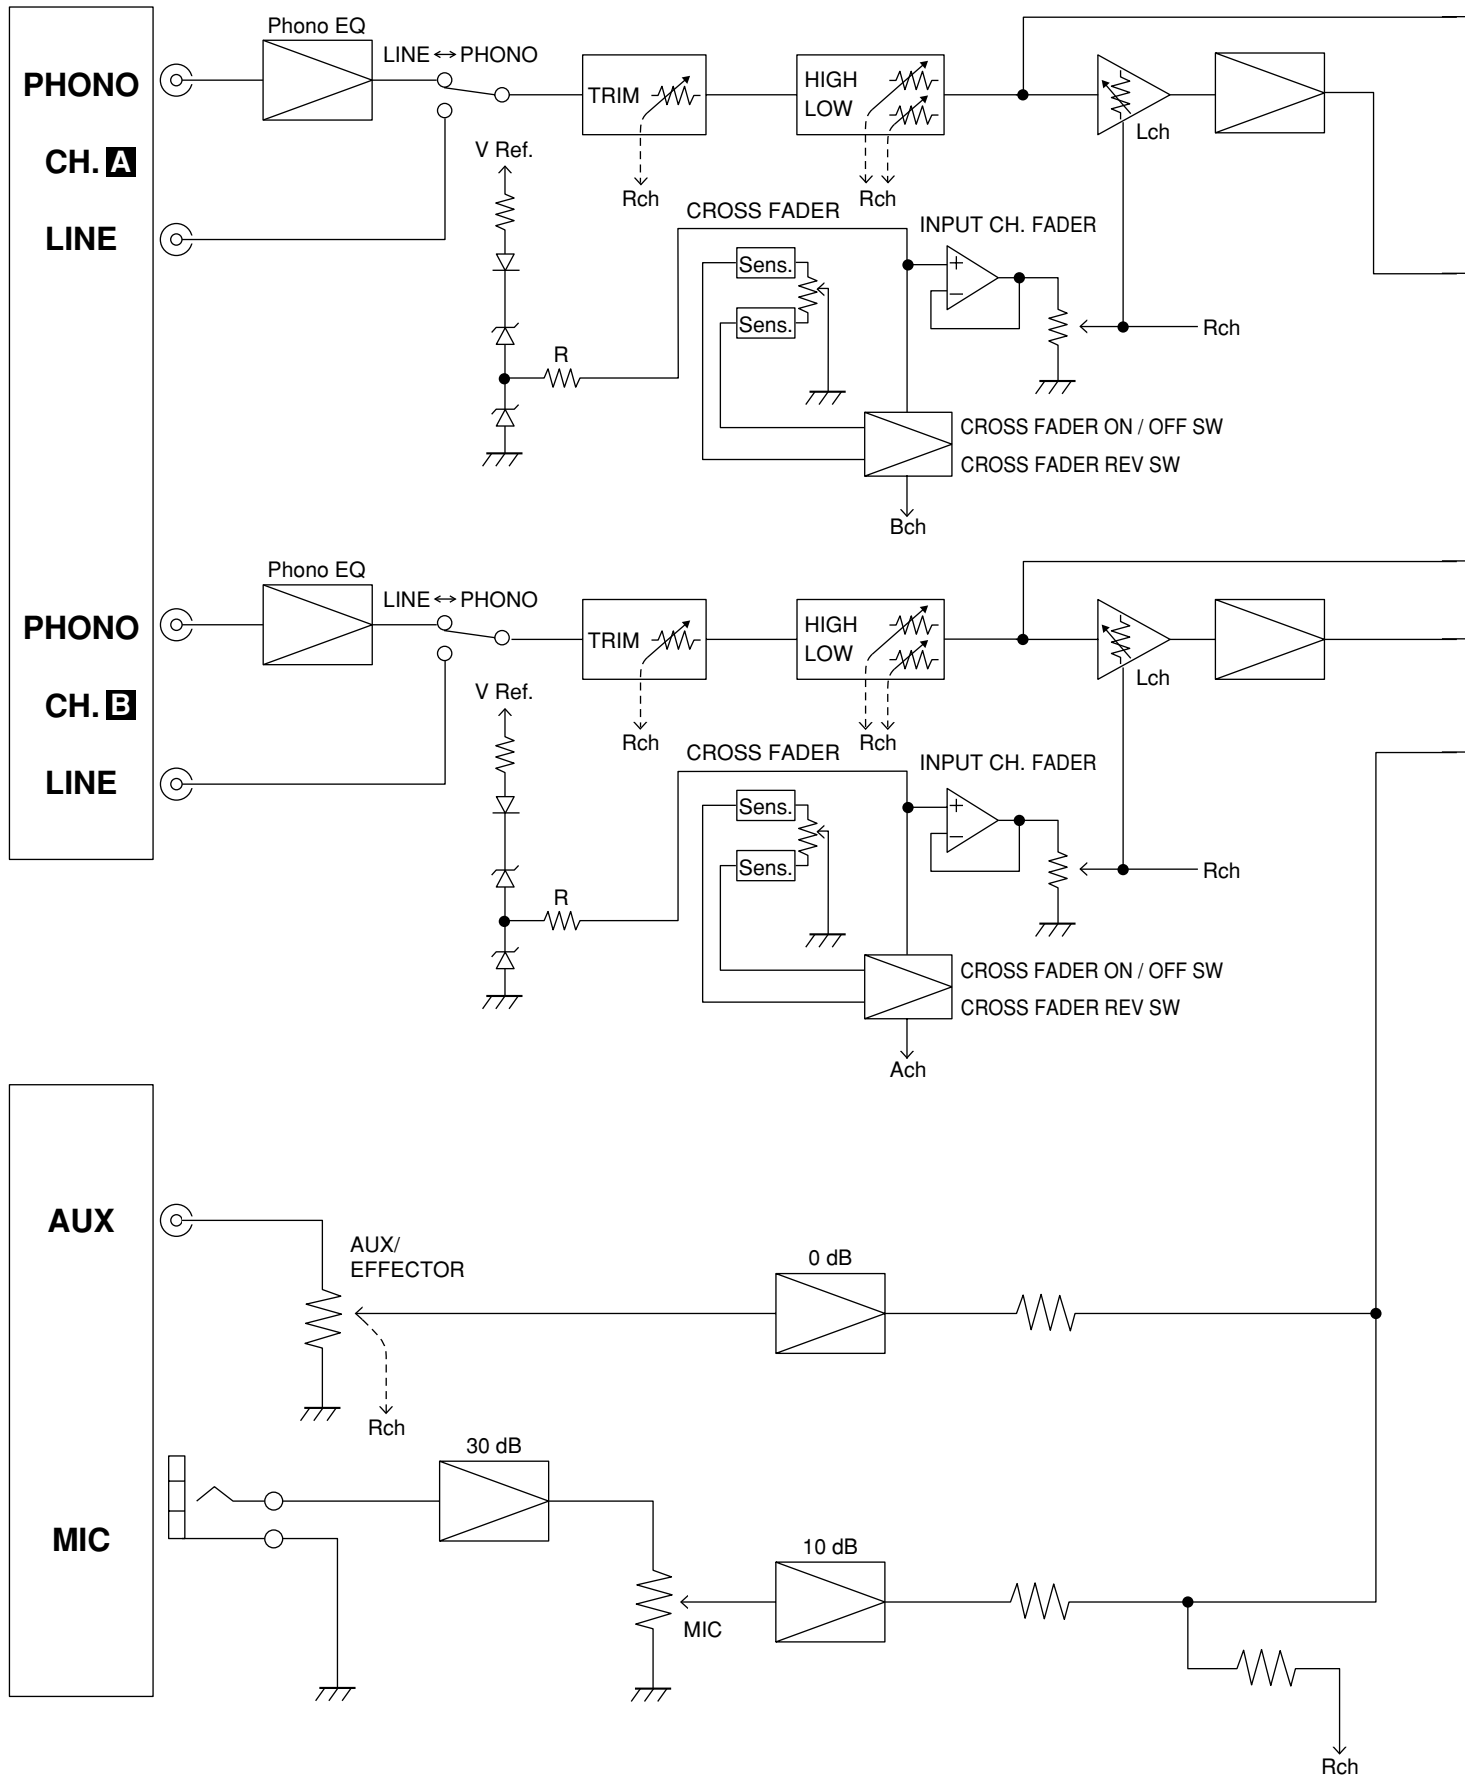 Phono EQ
LINE ↔ PHONO
PHONO
TRIM
HIGH
LOW
Lch
V Ref.
CH. A
Rch
Rch
CROSS FADER
INPUT CH. FADER
LINE
Sens.
+
−
Sens.
Rch
R
CROSS FADER ON / OFF SW
CROSS FADER REV SW
Bch
Phono EQ
LINE ↔ PHONO
PHONO
TRIM
HIGH
LOW
Lch
V Ref.
CH. B
Rch
Rch
CROSS FADER
INPUT CH. FADER
LINE
Sens.
+
−
Sens.
Rch
R
CROSS FADER ON / OFF SW
CROSS FADER REV SW
Ach
AUX
AUX/
EFFECTOR
0 dB
Rch
30 dB
MIC
10 dB
MIC
Rch